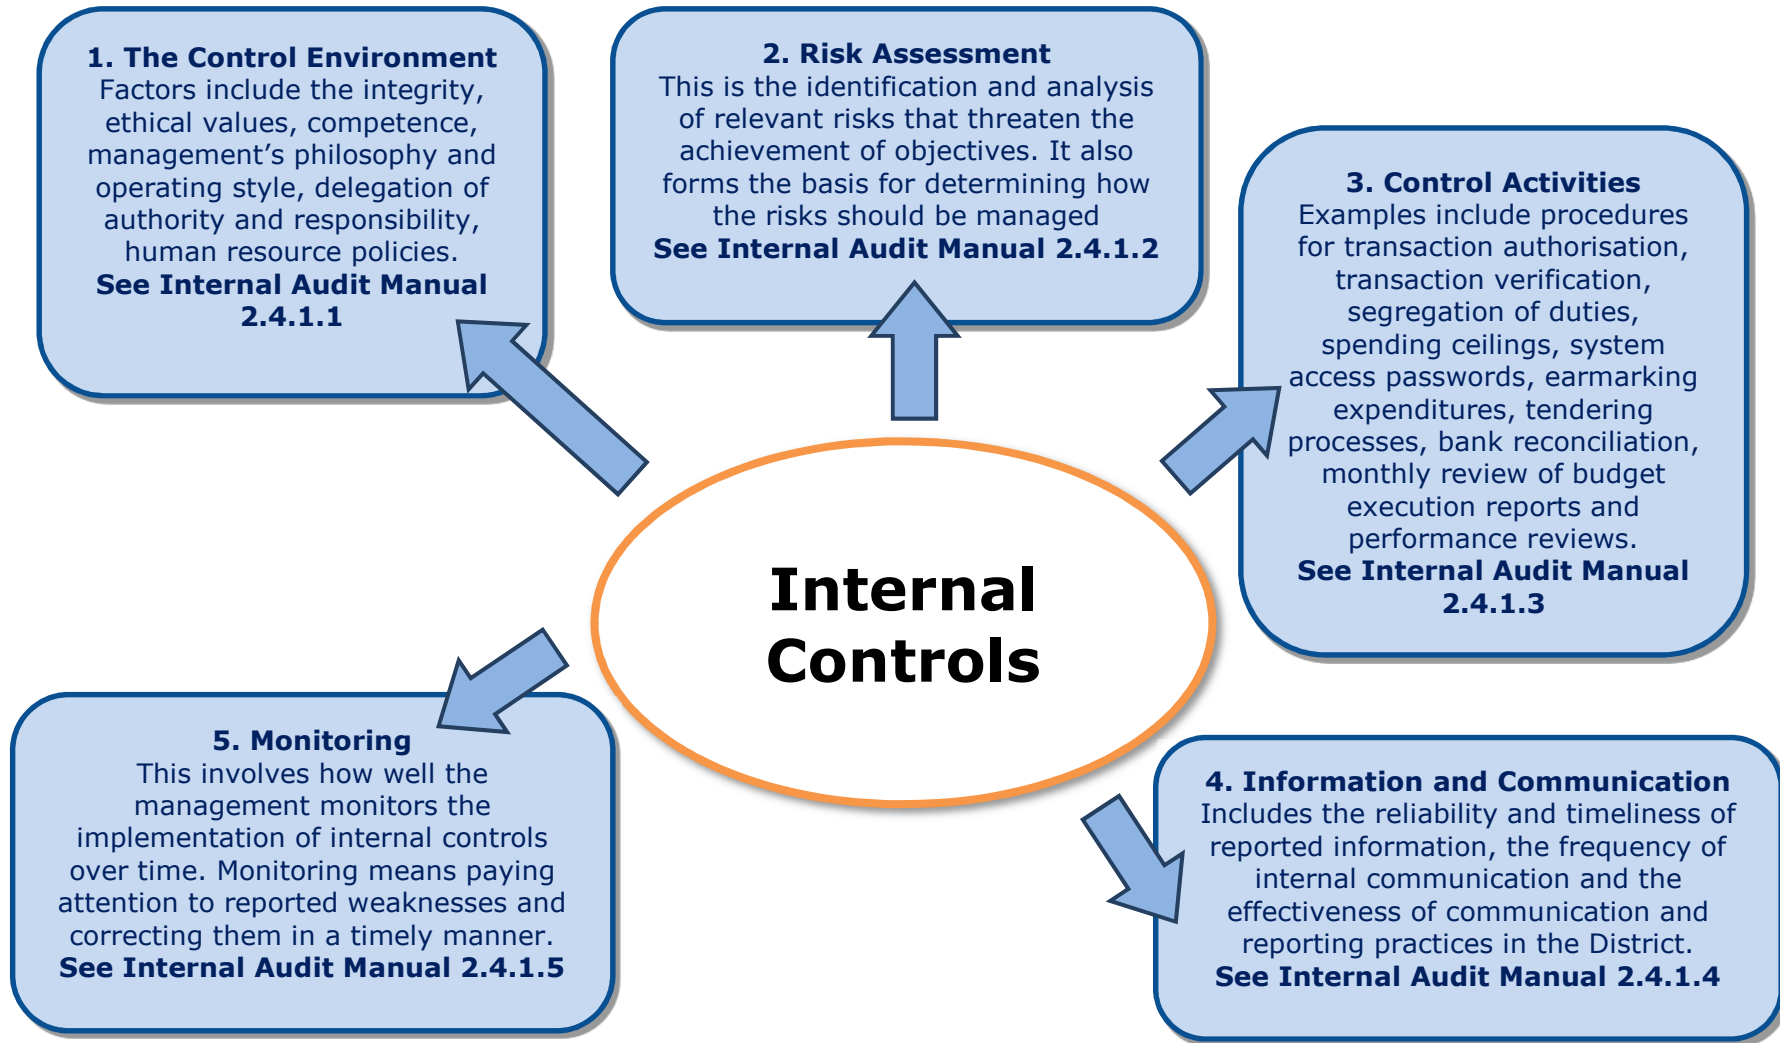 1. The Control Environment
Factors include the integrity,
ethical values, competence,
management’s philosophy and
operating style, delegation of
authority and responsibility,
human resource policies.
See Internal Audit Manual
2.4.1.1
2. Risk Assessment
This is the identification and analysis
of relevant risks that threaten the
achievement of objectives. It also
forms the basis for determining how
the risks should be managed
See Internal Audit Manual 2.4.1.2
3. Control Activities
Examples include procedures
for transaction authorisation,
transaction verification,
segregation of duties,
spending ceilings, system
access passwords, earmarking
expenditures, tendering
processes, bank reconciliation,
monthly review of budget
execution reports and
performance reviews.
See Internal Audit Manual
2.4.1.3
Internal
Controls
4. Information and Communication
Includes the reliability and timeliness of
reported information, the frequency of
internal communication and the
effectiveness of communication and
reporting practices in the District.
See Internal Audit Manual 2.4.1.4
5. Monitoring
This involves how well the
management monitors the
implementation of internal controls
over time. Monitoring means paying
attention to reported weaknesses and
correcting them in a timely manner.
See Internal Audit Manual 2.4.1.5